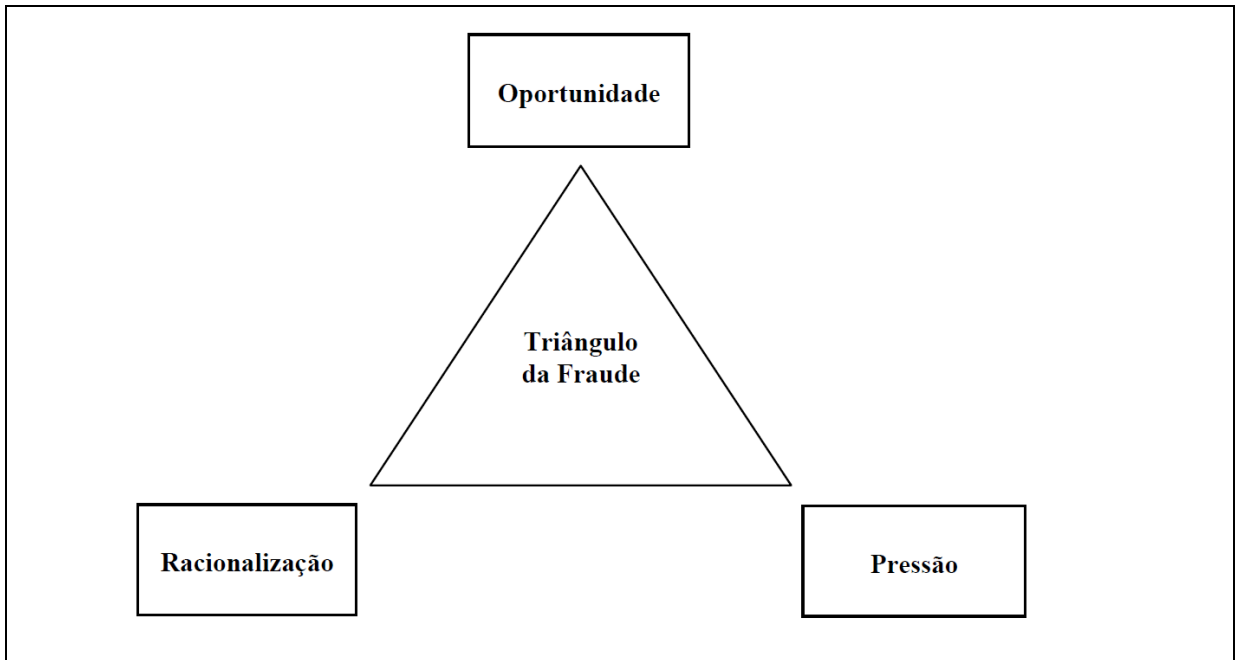 Oportunidade
Triângulo
da Fraude
Racionalização
Pressão